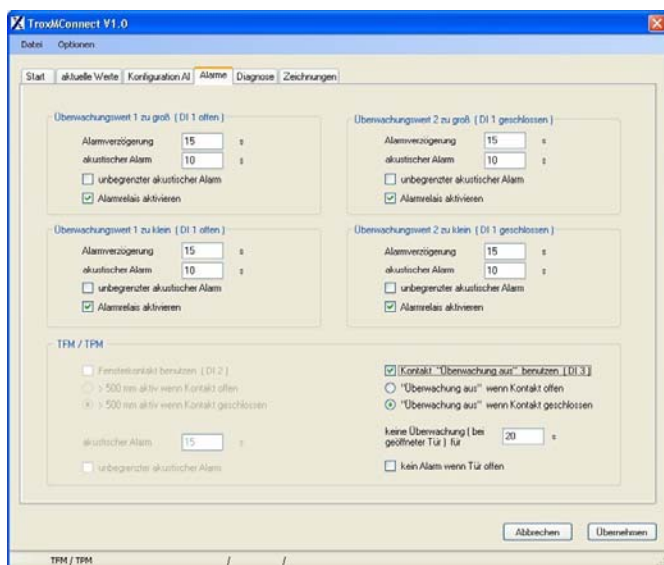 TroxMConnect V1.0
Datei Optionen
Start aktuelle Werte Konfiguration AI Alarme Diagnose Zeichnungen
Überwachungswert 1 zu groß ( DI 1 offen )
Alarmverzögerung 15 s
akustischer Alarm 10 s
unbegrenzter akustischer Alarm
Alarmrelais aktivieren
Überwachungswert 2 zu groß ( DI 1 geschlossen )
Alarmverzögerung 15 s
akustischer Alarm 10 s
unbegrenzter akustischer Alarm
Alarmrelais aktivieren
Überwachungswert 1 zu klein ( DI 1 offen )
Alarmverzögerung 15 s
akustischer Alarm 10 s
unbegrenzter akustischer Alarm
Alarmrelais aktivieren
Überwachungswert 2 zu klein ( DI 1 geschlossen )
Alarmverzögerung 15 s
akustischer Alarm 10 s
unbegrenzter akustischer Alarm
Alarmrelais aktivieren
TFM / TPM
Fensterkontakt benutzen ( DI 2 )
> 500 mm aktiv wenn Kontakt offen
> 500 mm aktiv wenn Kontakt geschlossen
akustischer Alarm 15 s
unbegrenzter akustischer Alarm
Kontakt "Überwachung aus" benutzen ( DI 3 )
"Überwachung aus" wenn Kontakt offen
"Überwachung aus" wenn Kontakt geschlossen
keine Überwachung ( bei
geöffneter Tür ) für 20 s
kein Alarm wenn Tür offen
Abbrechen Übernehmen
TFM / TPM / /